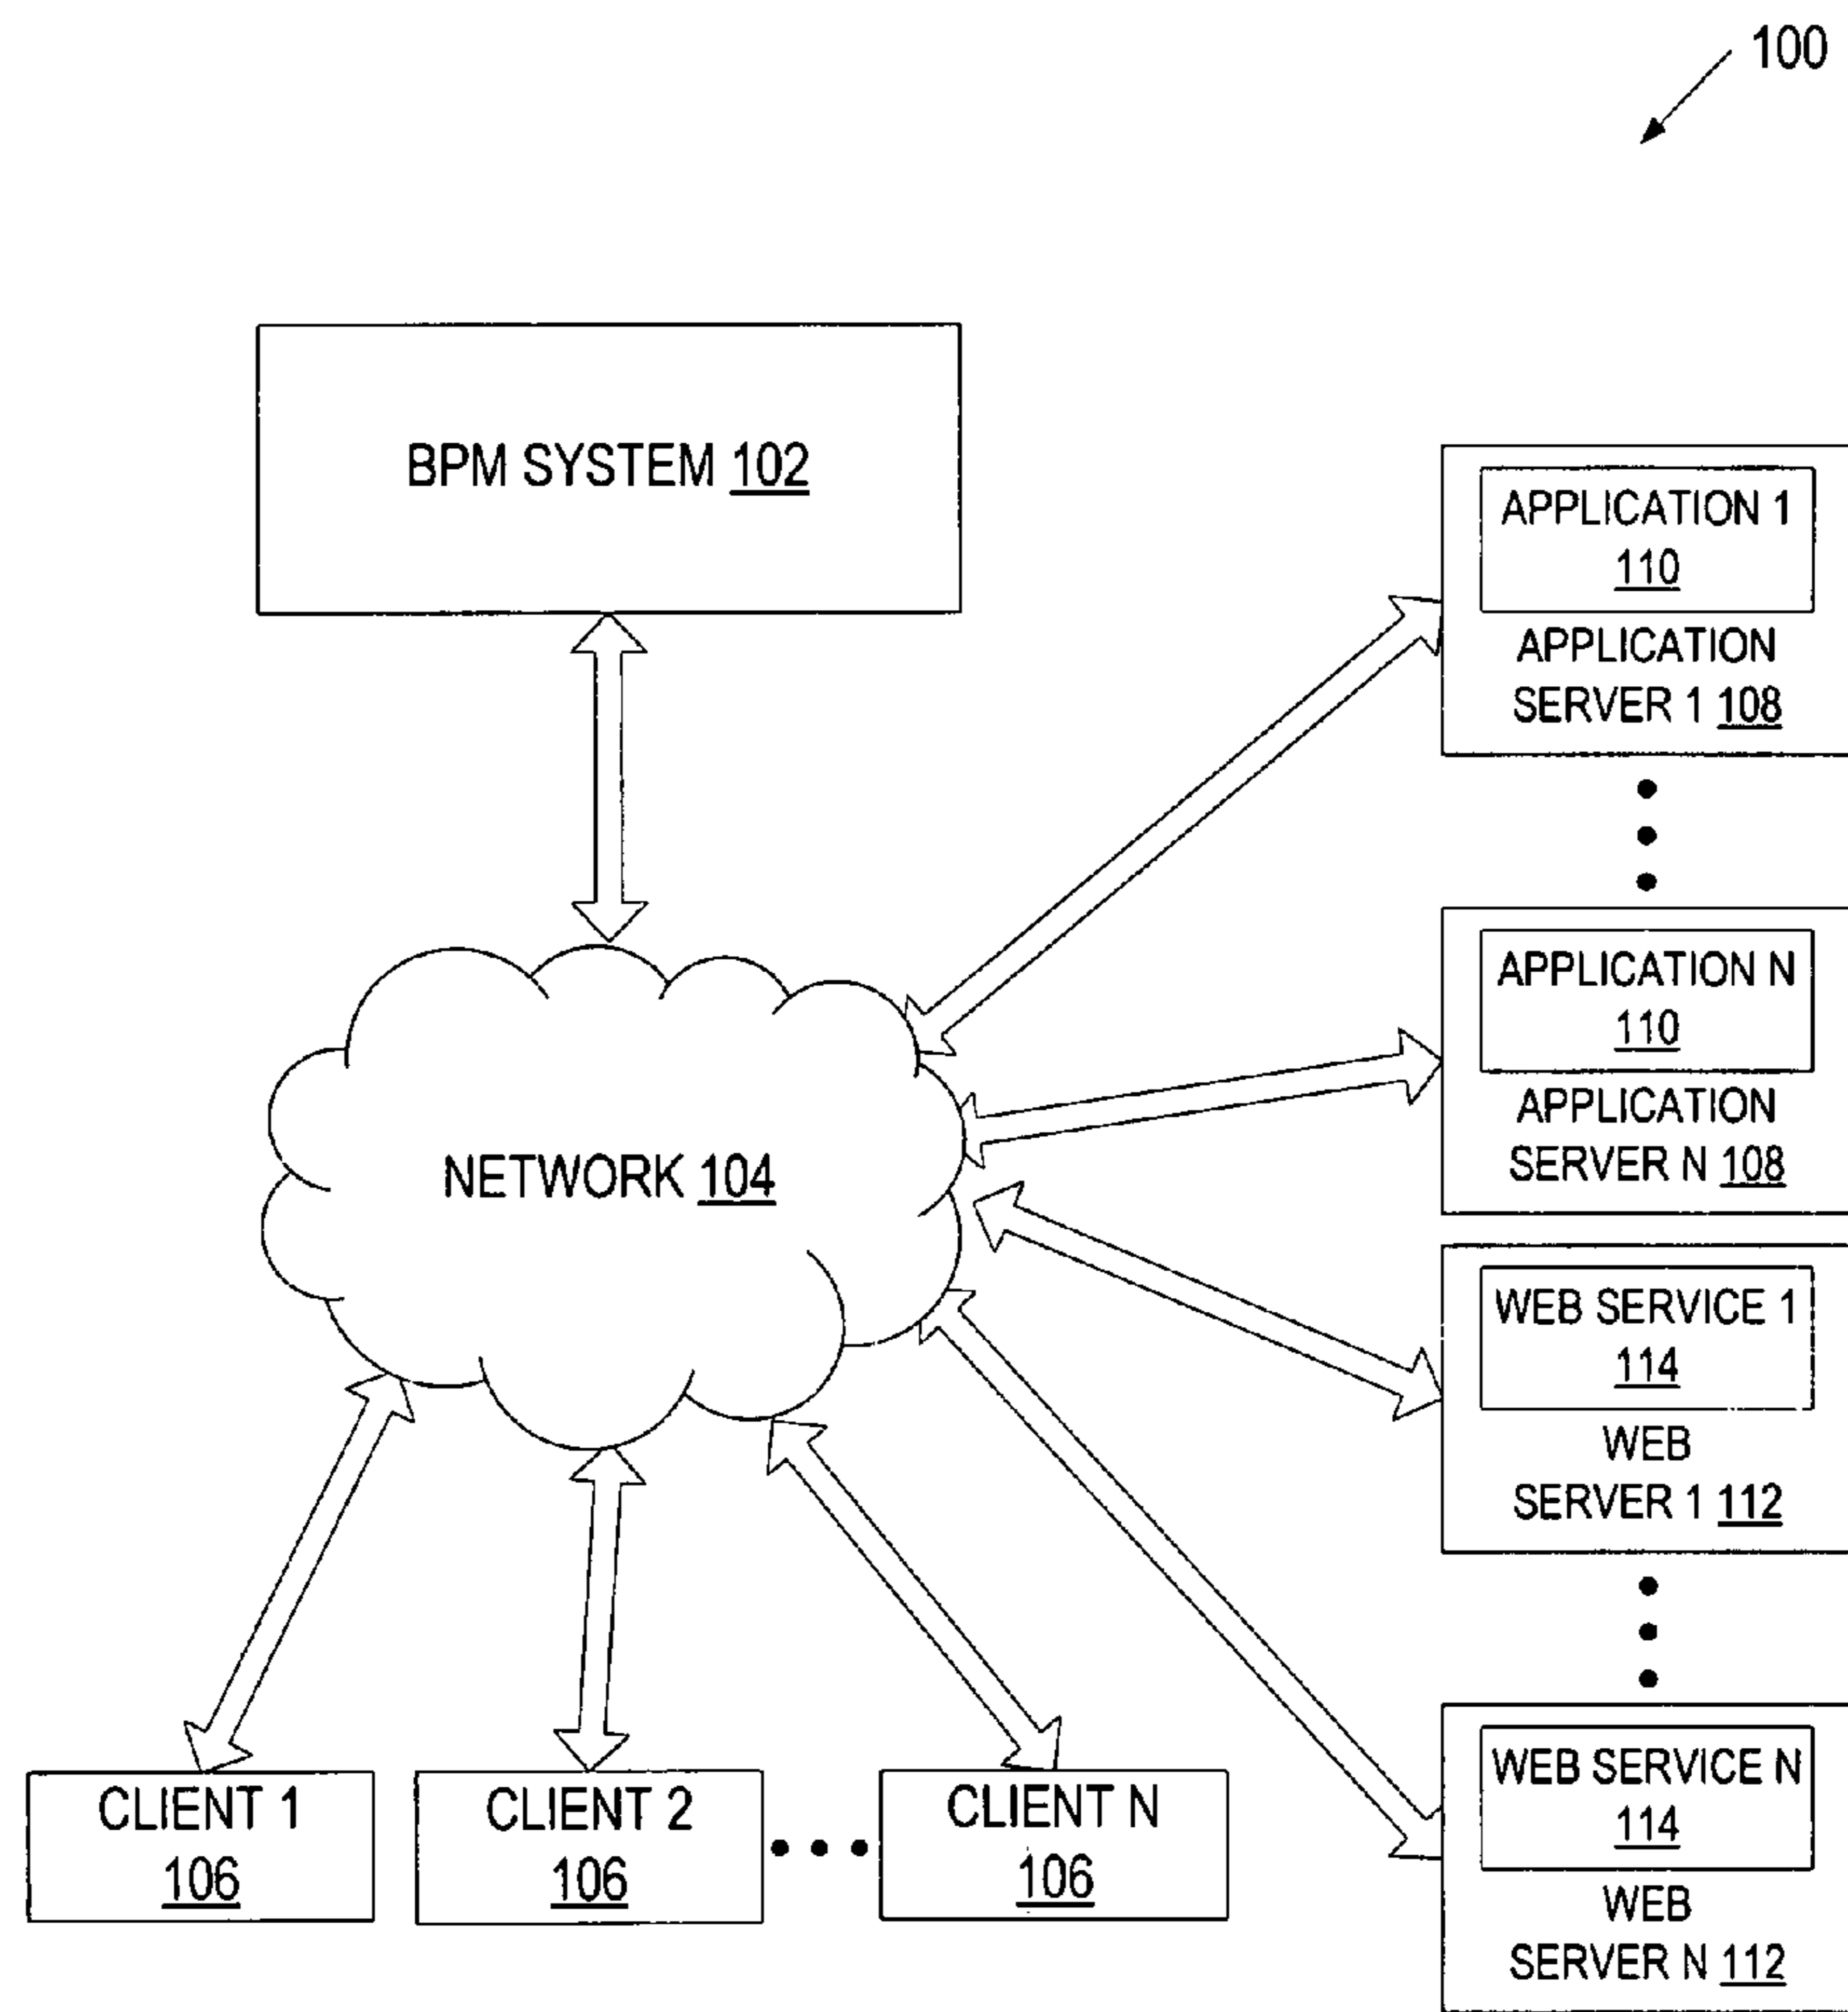 100
BPM SYSTEM 102
APPLICATION 1
110
APPLICATION
SERVER 1 108
APPLICATION N
110
APPLICATION
SERVER N 108
NETWORK 104
WEB SERVICE 1
114
WEB
SERVER 1 112
WEB SERVICE N
114
WEB
SERVER N 112
CLIENT 1
106
CLIENT 2
106
CLIENT N
106